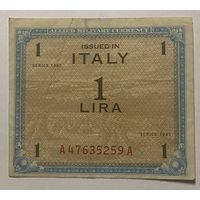 ALLIED MILITARY CURRENCY
1 ISSUED IN 1
ITALY
SERIES 1943
1
LIRA
SERIES 1943
1 A47635259A 1